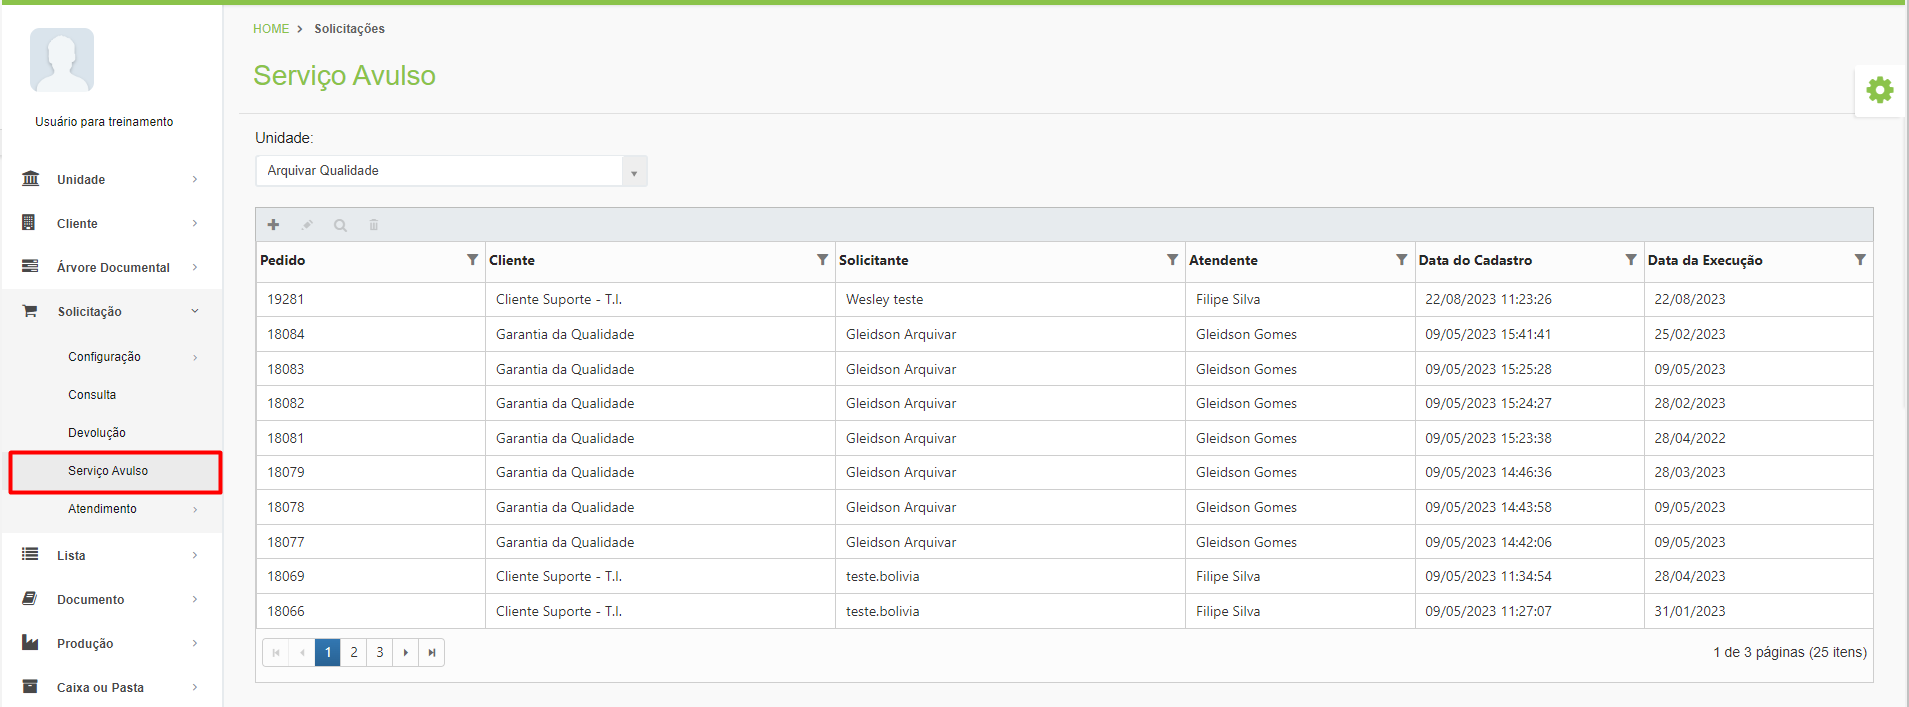 HOME > Solicitações
Serviço Avulso
Usuário para treinamento
Unidade
Cliente
Árvore Documental
Solicitação
Configuração
Consulta
Devolução
Serviço Avulso
Atendimento
Lista
Documento
Produção
Caixa ou Pasta
Unidade:
Arquivar Qualidade
Pedido Cliente Solicitante Atendente Data do Cadastro Data da Execução
19281 Cliente Suporte - T.I. Wesley teste Filipe Silva 22/08/2023 11:23:26 22/08/2023
18084 Garantia da Qualidade Gleidson Arquivar Gleidson Gomes 09/05/2023 15:41:41 25/02/2023
18083 Garantia da Qualidade Gleidson Arquivar Gleidson Gomes 09/05/2023 15:25:28 09/05/2023
18082 Garantia da Qualidade Gleidson Arquivar Gleidson Gomes 09/05/2023 15:24:27 28/02/2023
18081 Garantia da Qualidade Gleidson Arquivar Gleidson Gomes 09/05/2023 15:23:38 28/04/2022
18079 Garantia da Qualidade Gleidson Arquivar Gleidson Gomes 09/05/2023 14:46:36 28/03/2023
18078 Garantia da Qualidade Gleidson Arquivar Gleidson Gomes 09/05/2023 14:43:58 09/05/2023
18077 Garantia da Qualidade Gleidson Arquivar Gleidson Gomes 09/05/2023 14:42:06 09/05/2023
18069 Cliente Suporte - T.I. teste.bolivia Filipe Silva 09/05/2023 11:34:54 28/04/2023
18066 Cliente Suporte - T.I. teste.bolivia Filipe Silva 09/05/2023 11:27:07 31/01/2023
1 2 3
1 de 3 páginas (25 itens)